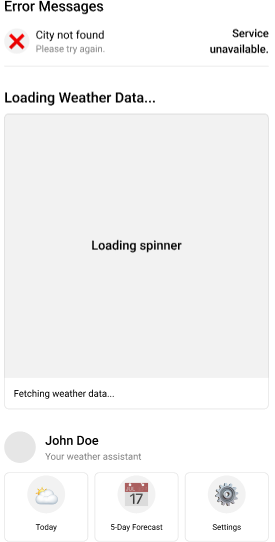 Error Messages
City not found
Please try again.
Service
unavailable.
Loading Weather Data...
Loading spinner
Fetching weather data...
John Doe
Your weather assistant
JUL
17
Today
5-Day Forecast
Settings